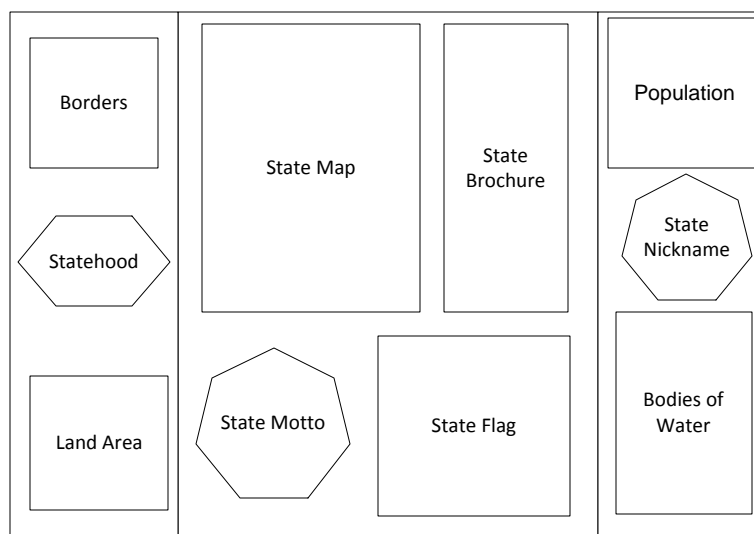 Borders
Statehood
Land Area
State Map
State
Brochure
State Motto
State Flag
Population
State
Nickname
Bodies of
Water